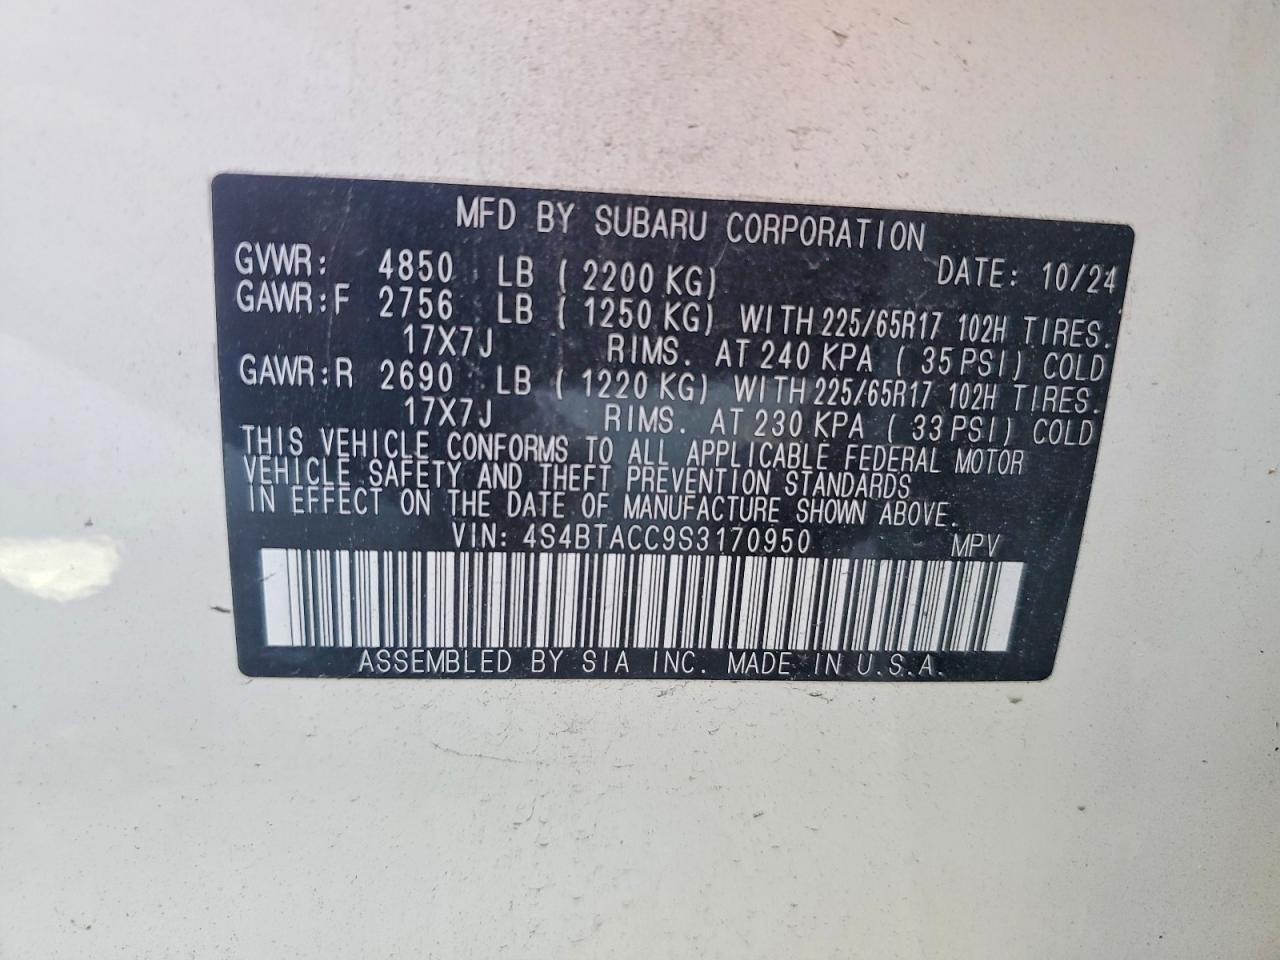 MFD BY SUBARU CORPORATION
GVWR: 4850 LB ( 2200 KG) DATE: 10/24
GAWR:F 2756 LB ( 1250 KG) WITH 225/65R17 102H TIRES.
17X7J RIMS. AT 240 KPA ( 35 PSI) COLD
GAWR:R 2690 LB ( 1220 KG) WITH 225/65R17 102H TIRES.
17X7J RIMS. AT 230 KPA ( 33 PSI) COLD
THIS VEHICLE CONFORMS TO ALL APPLICABLE FEDERAL MOTOR
VEHICLE SAFETY AND THEFT PREVENTION STANDARDS
IN EFFECT ON THE DATE OF MANUFACTURE SHOWN ABOVE.
VIN: 4S4BTACC9S3170950 MPV
ASSEMBLED BY SIA INC. MADE IN U.S.A.